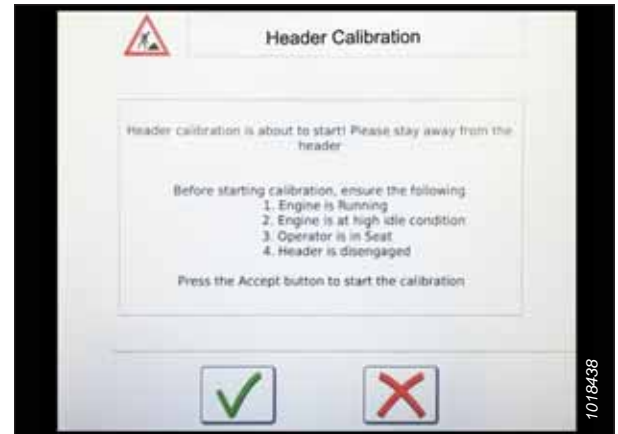 Header Calibration
Header calibration is about to start! Please stay away from the
header
Before starting calibration, ensure the following
1. Engine is Running
2. Engine is at high idle condition
3. Operator is in Seat
4. Header is disengaged
Press the Accept button to start the calibration
1018438